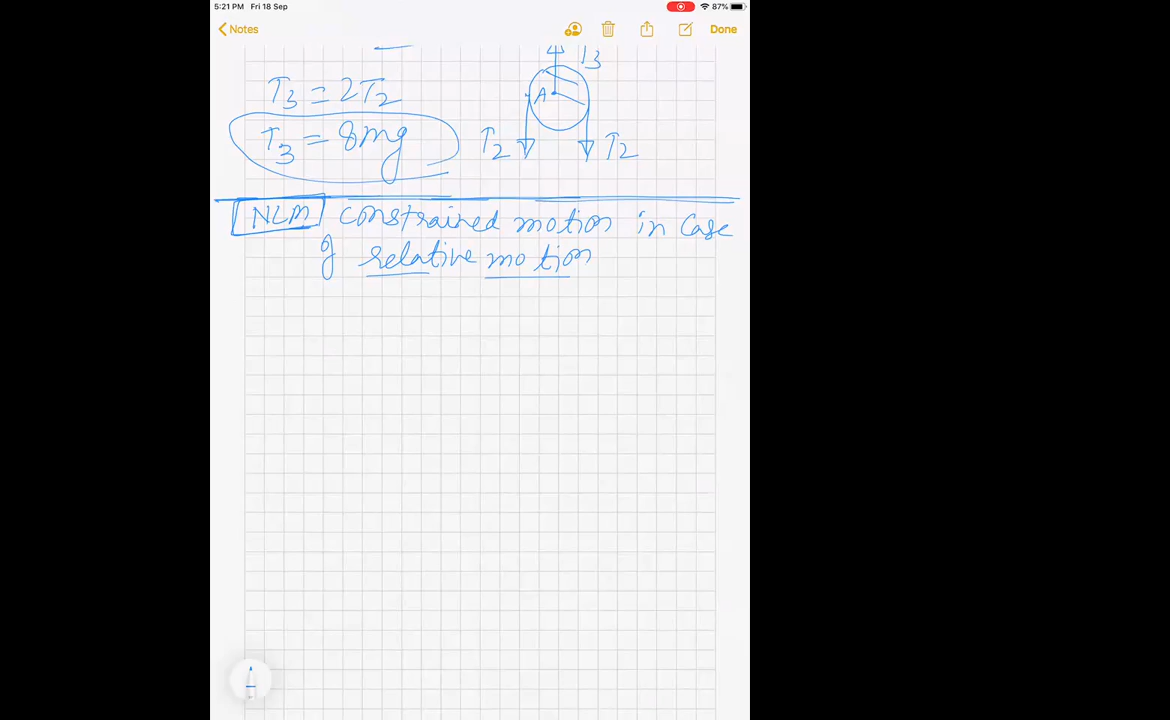 5:21 PM Fri 18 Sep 87%
Notes Done
T3
T3 = 2T2
A
T3 = 8mg
T2 T2
NLM constrained motion in case
of relative motion